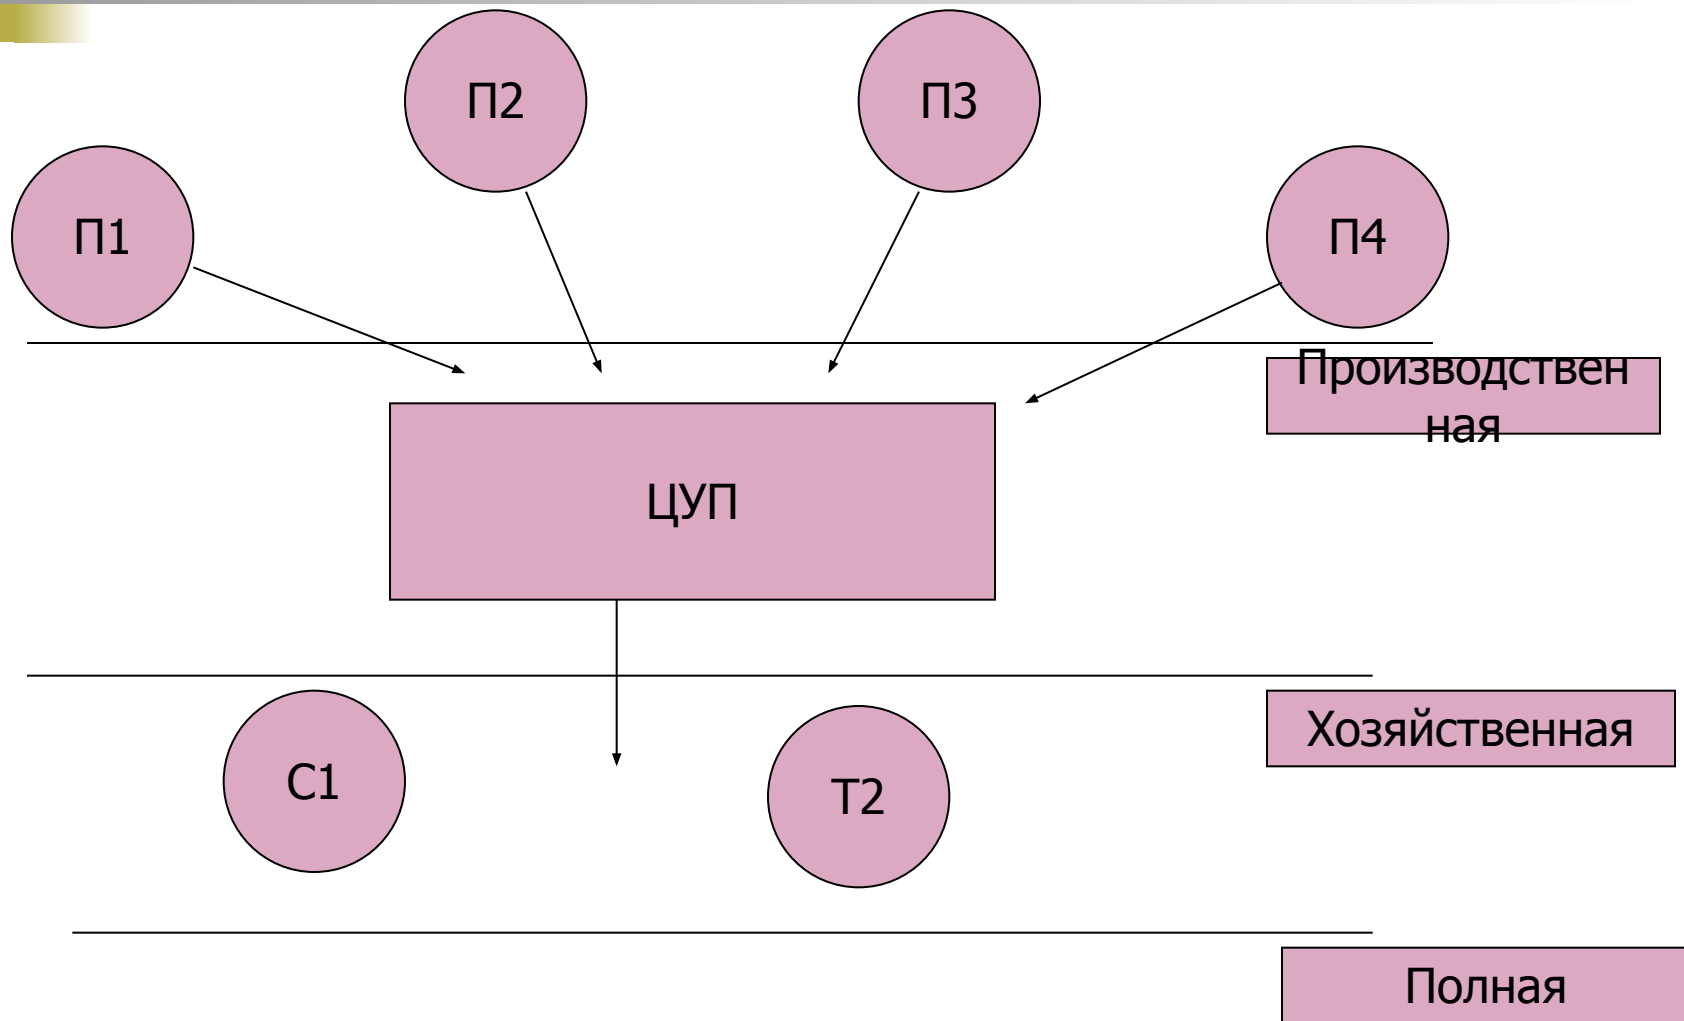 П2
П3
П1
П4
Производствен
ная
ЦУП
Хозяйственная
С1
Т2
Полная